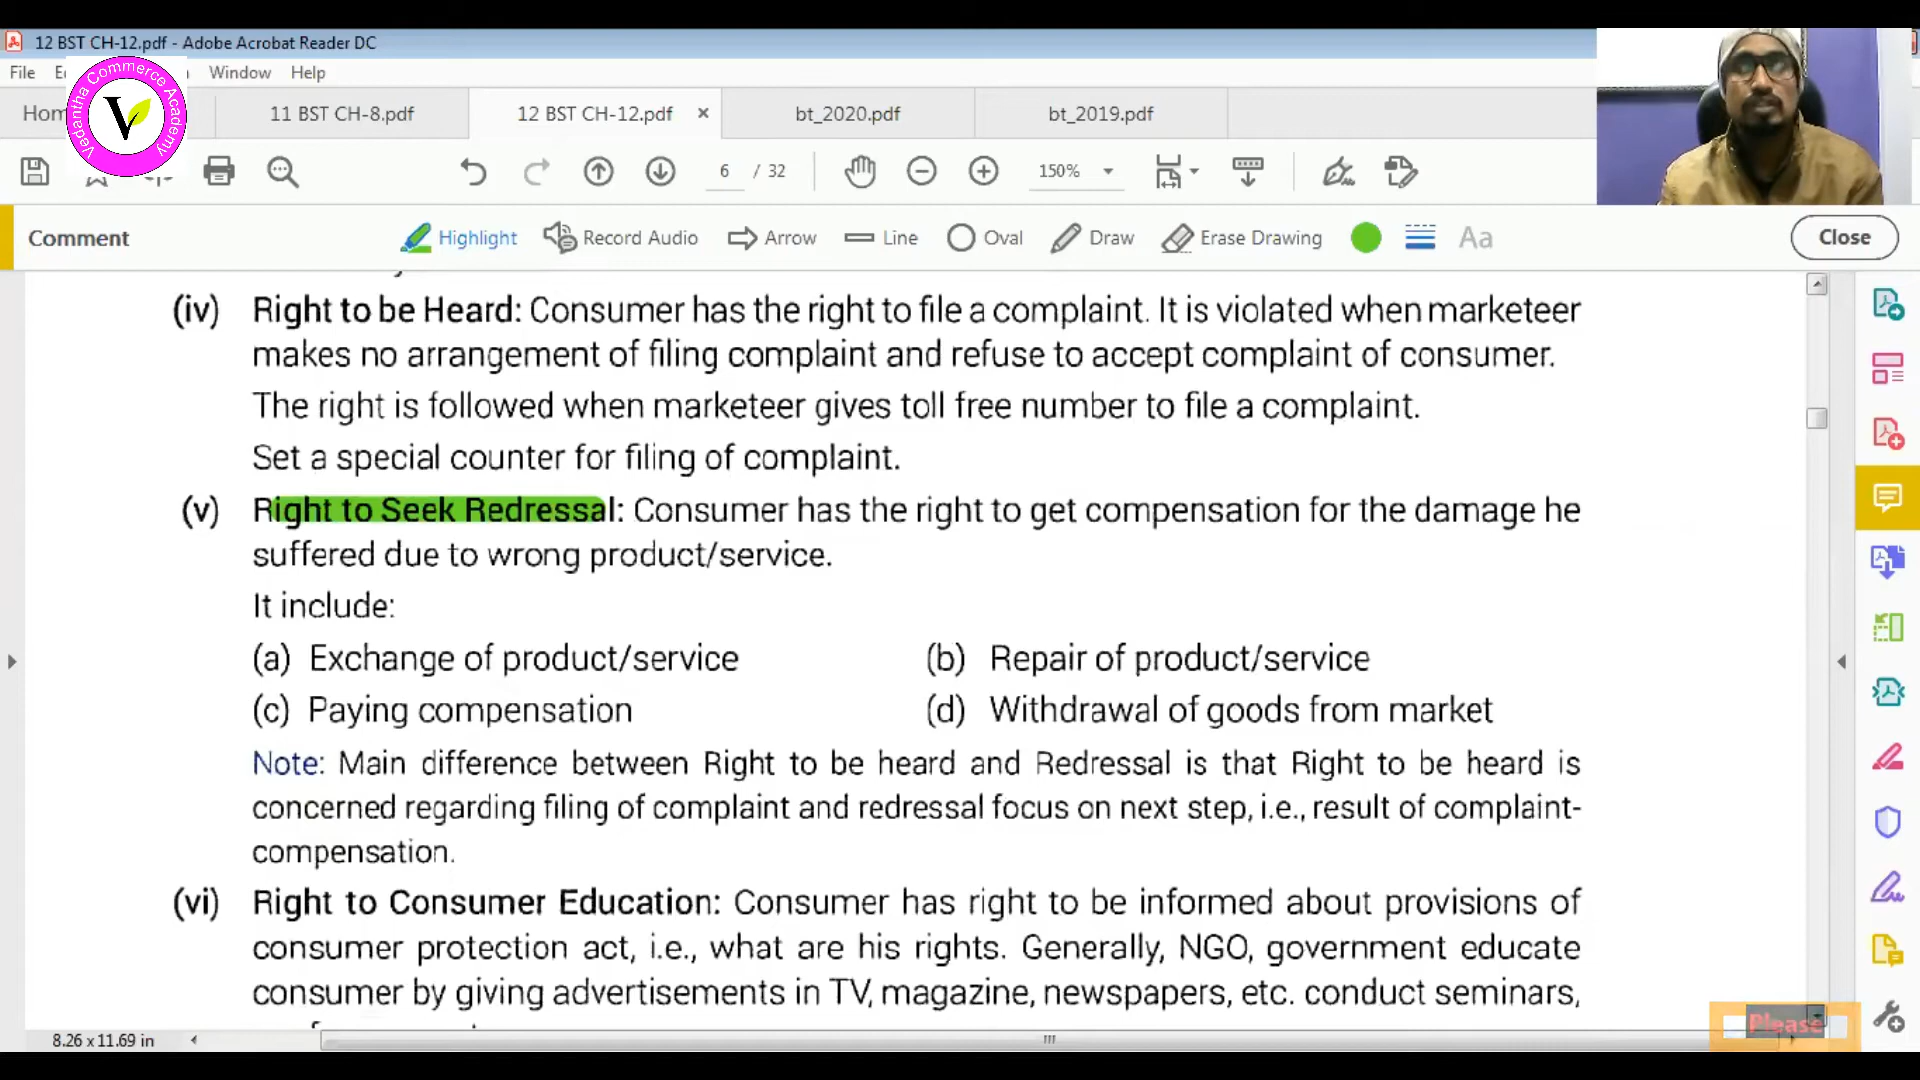 12 BST CH-12.pdf - Adobe Acrobat Reader DC
File
Window Help
Vedantha Commerce Academy
V
11 BST CH-8.pdf 12 BST CH-12.pdf × bt_2020.pdf bt_2019.pdf
6 / 32 150%
Comment Highlight Record Audio Arrow Line Oval Draw Erase Drawing Aa Close
(iv) Right to be Heard: Consumer has the right to file a complaint. It is violated when marketeer
makes no arrangement of filing complaint and refuse to accept complaint of consumer.
The right is followed when marketeer gives toll free number to file a complaint.
Set a special counter for filing of complaint.
(v) Right to Seek Redressal: Consumer has the right to get compensation for the damage he
suffered due to wrong product/service.
It include:
(a) Exchange of product/service (b) Repair of product/service
(c) Paying compensation (d) Withdrawal of goods from market
Note: Main difference between Right to be heard and Redressal is that Right to be heard is
concerned regarding filing of complaint and redressal focus on next step, i.e., result of complaint-
compensation.
(vi) Right to Consumer Education: Consumer has right to be informed about provisions of
consumer protection act, i.e., what are his rights. Generally, NGO, government educate
consumer by giving advertisements in TV, magazine, newspapers, etc. conduct seminars,
8.26 x 11.69 in
Please